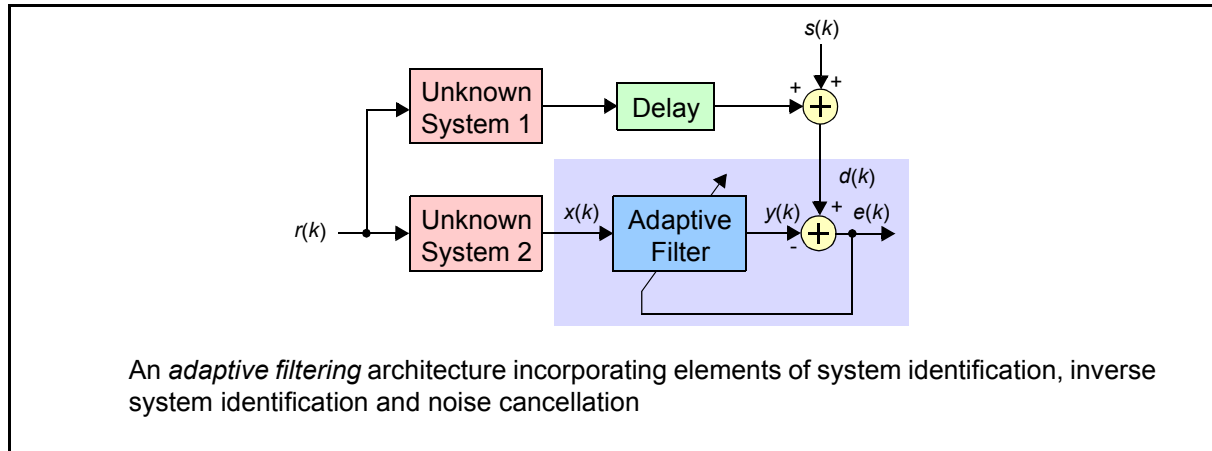 s(k)
Unknown
System 1
Delay
+
+
+
d(k)
r(k)
Unknown
System 2
x(k)
Adaptive
Filter
y(k)
+
-
+
e(k)
An adaptive filtering architecture incorporating elements of system identification, inverse
system identification and noise cancellation